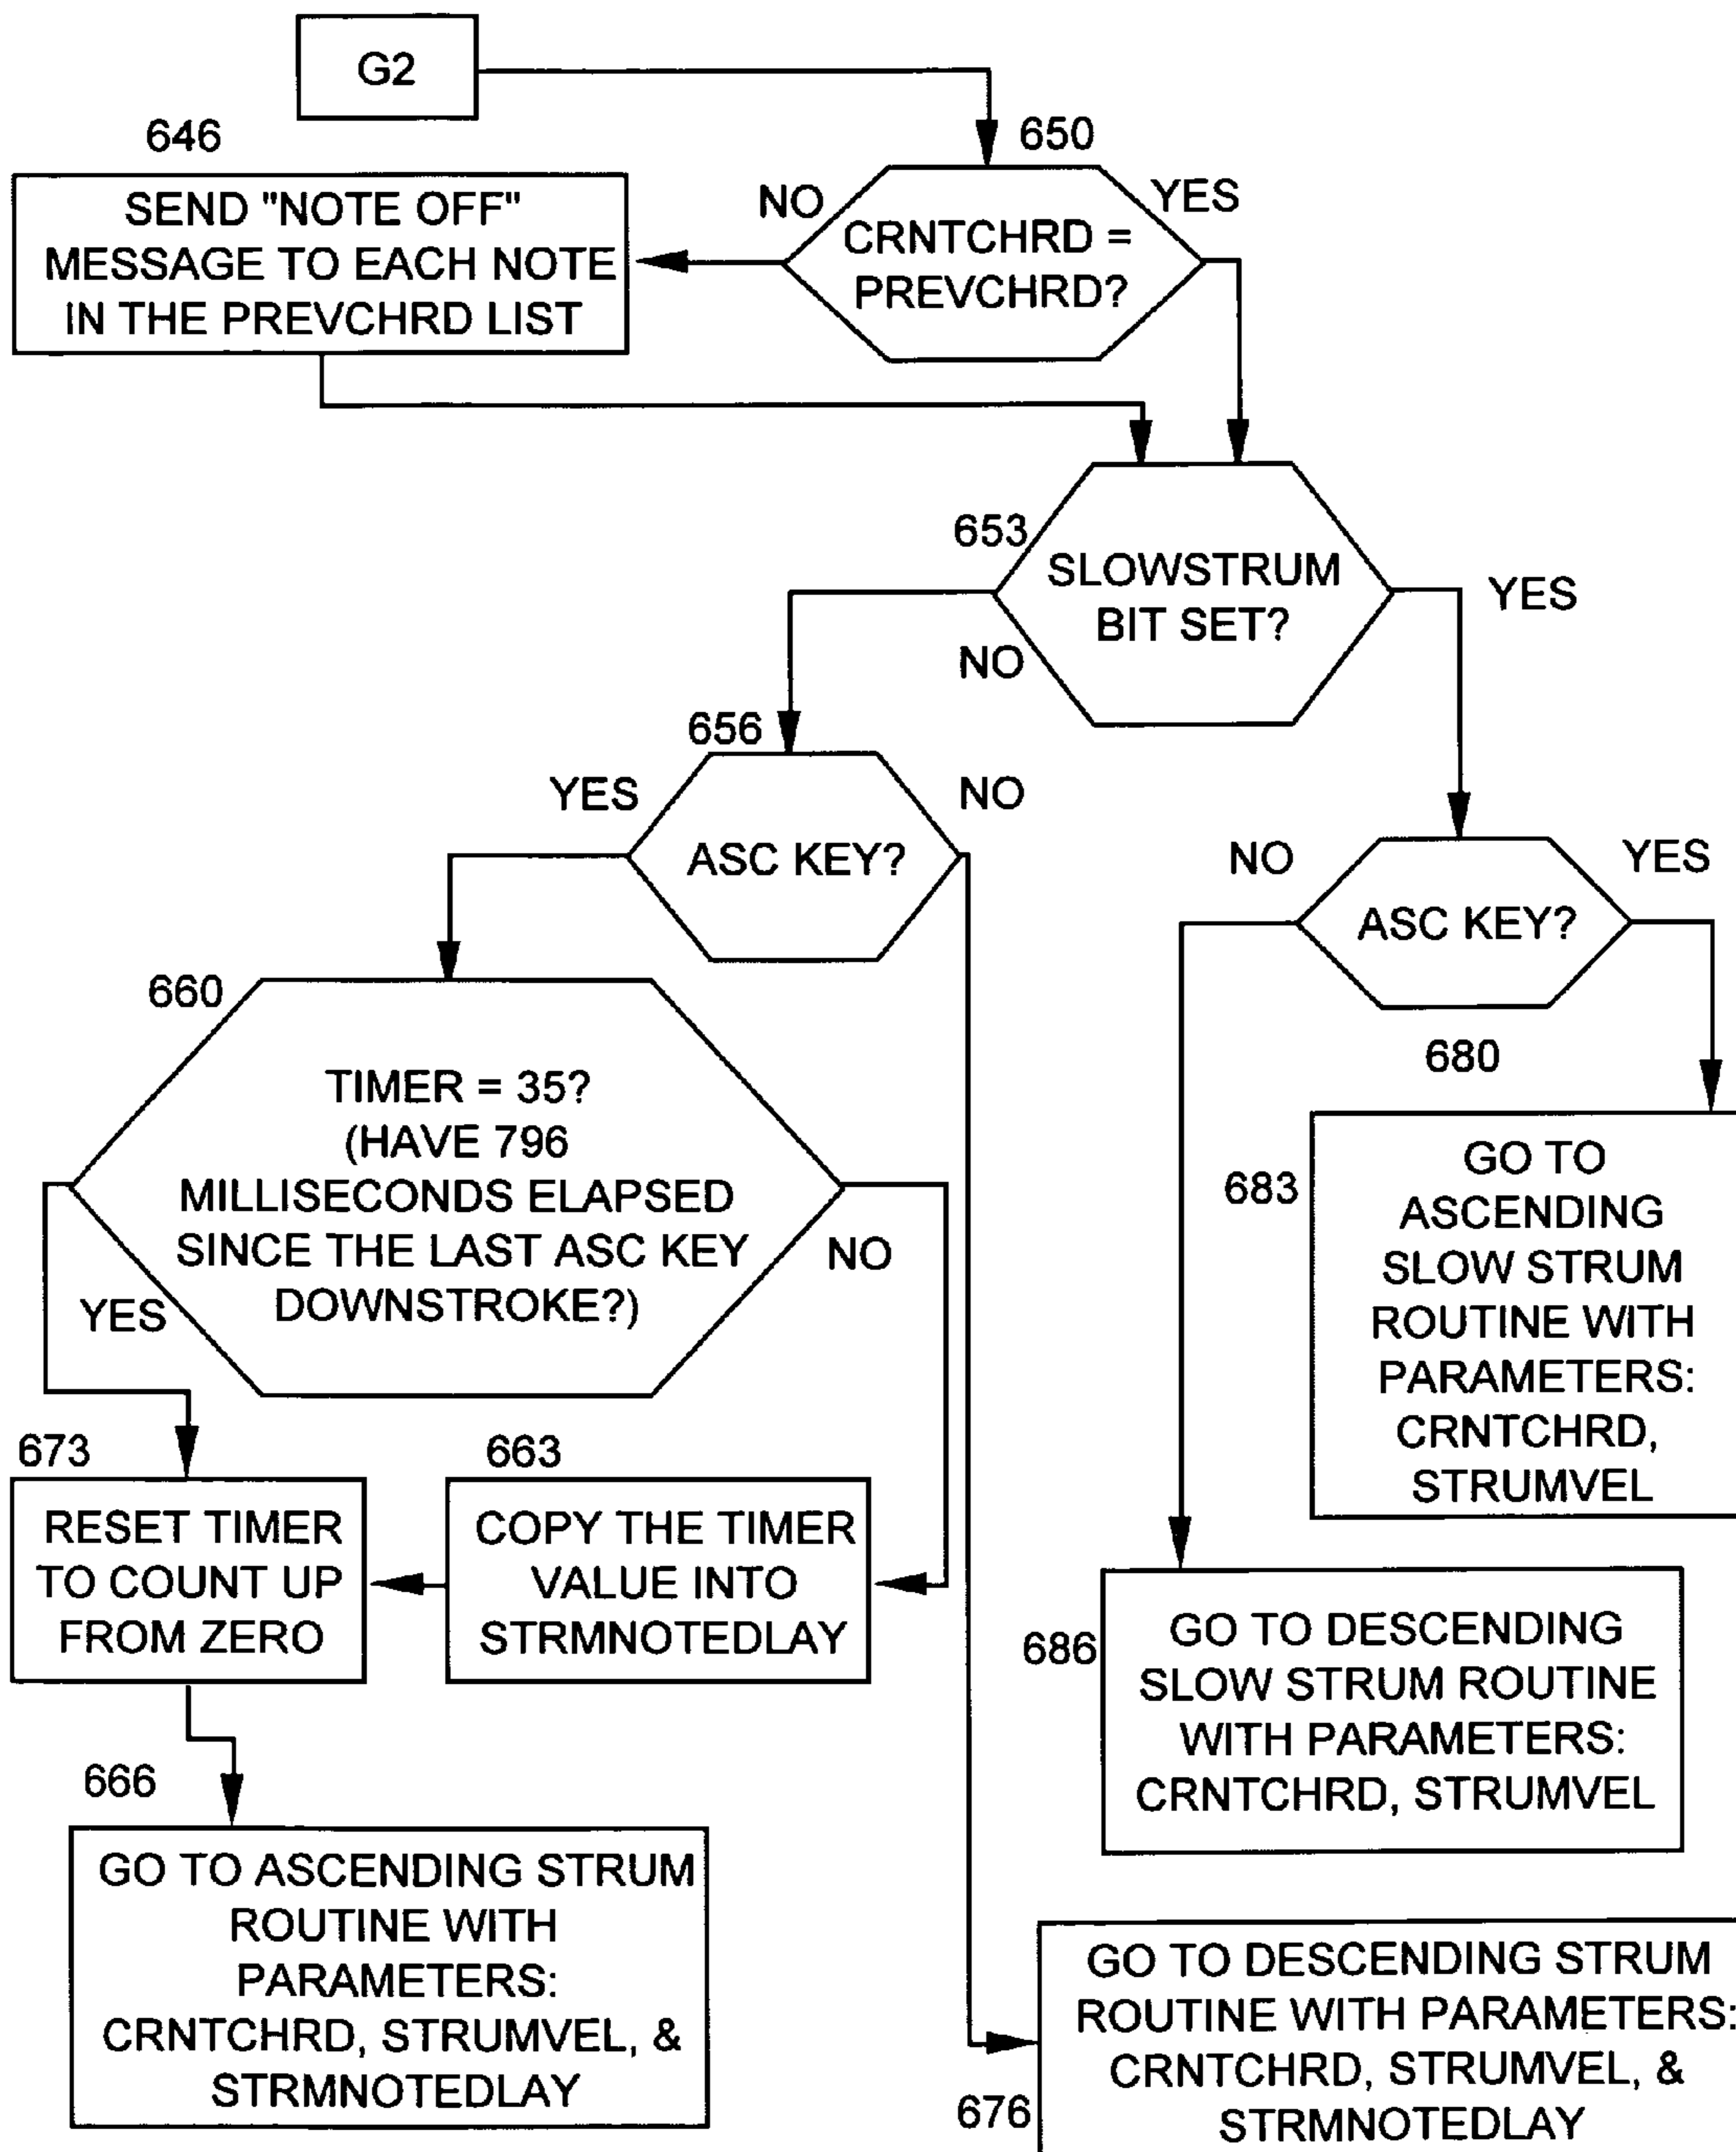 G2
646
650
SEND "NOTE OFF"
MESSAGE TO EACH NOTE
IN THE PREVCHRD LIST
NO
YES
CRNTCHRD =
PREVCHRD?
653
SLOWSTRUM
BIT SET?
YES
NO
656
YES
NO
ASC KEY?
NO
YES
ASC KEY?
680
660
TIMER = 35?
(HAVE 796
MILLISECONDS ELAPSED
SINCE THE LAST ASC KEY
DOWNSTROKE?)
NO
YES
683
GO TO
ASCENDING
SLOW STRUM
ROUTINE WITH
PARAMETERS:
CRNTCHRD,
STRUMVEL
673
RESET TIMER
TO COUNT UP
FROM ZERO
663
COPY THE TIMER
VALUE INTO
STRMNOTEDLAY
686
GO TO DESCENDING
SLOW STRUM ROUTINE
WITH PARAMETERS:
CRNTCHRD, STRUMVEL
666
GO TO ASCENDING STRUM
ROUTINE WITH
PARAMETERS:
CRNTCHRD, STRUMVEL, &
STRMNOTEDLAY
676
GO TO DESCENDING STRUM
ROUTINE WITH PARAMETERS:
CRNTCHRD, STRUMVEL, &
STRMNOTEDLAY